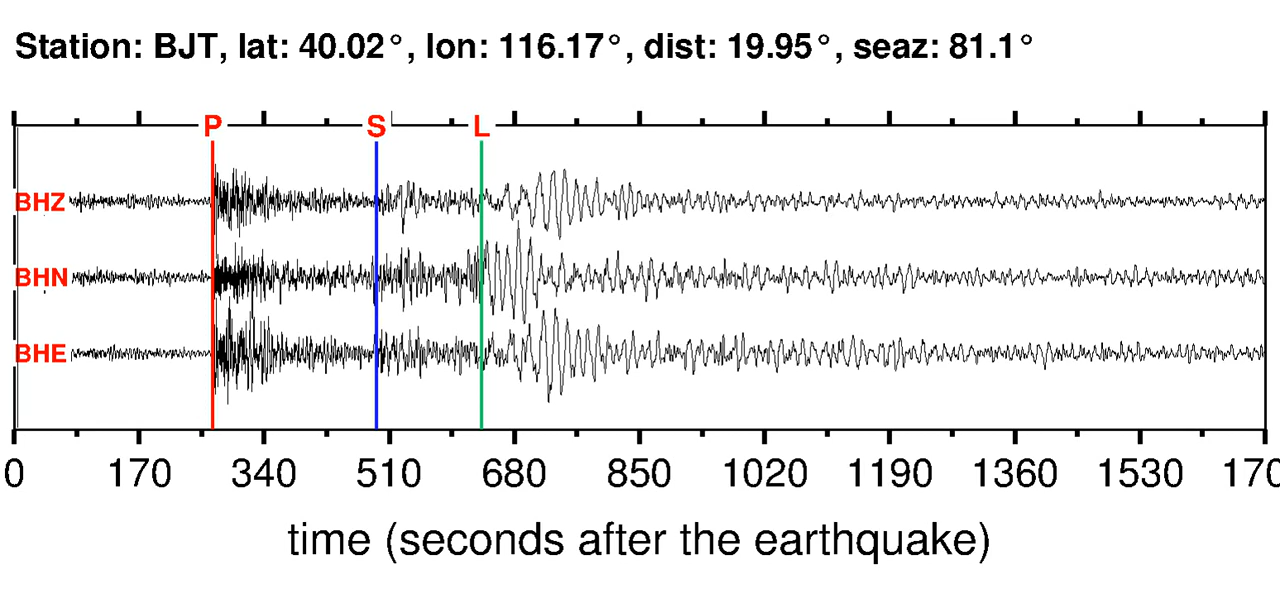 Station: BJT, lat: 40.02°, lon: 116.17°, dist: 19.95°, seaz: 81.1°
P S L
BHZ
BHN
BHE
0 170 340 510 680 850 1020 1190 1360 1530 170
time (seconds after the earthquake)